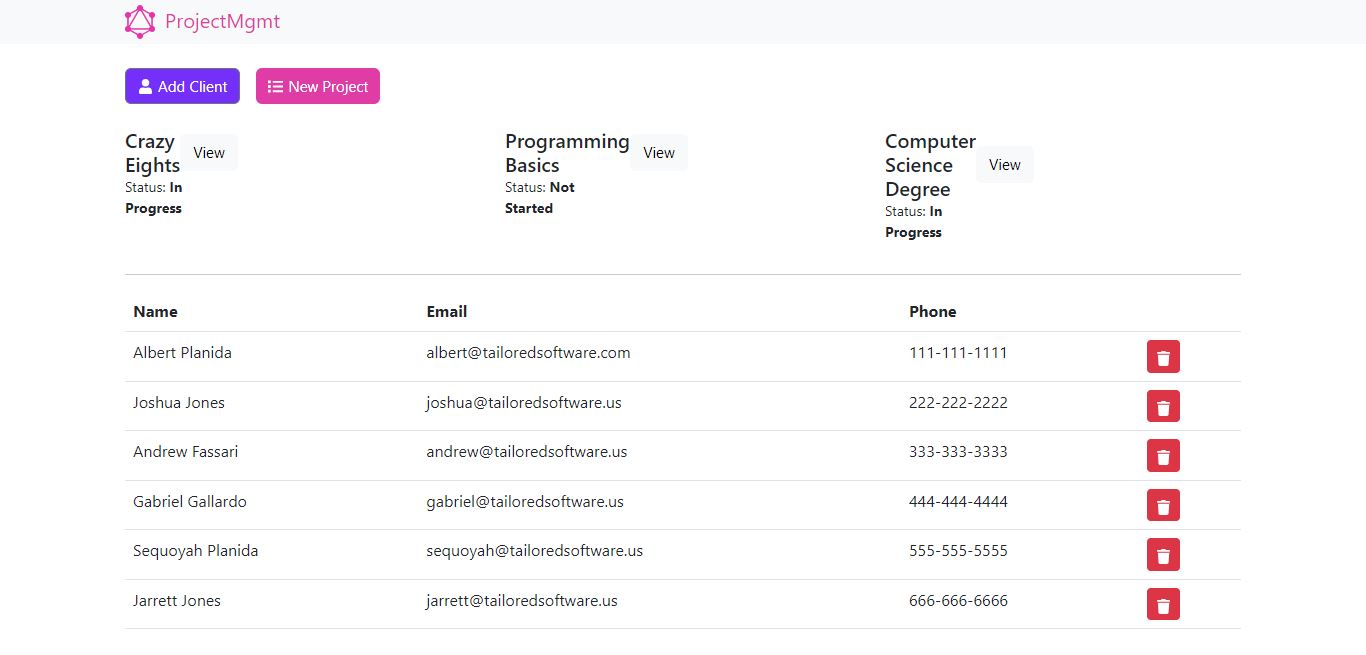 ProjectMgmt
Add Client New Project
Crazy
Eights
View
Status: In
Progress
Programming
Basics
View
Status: Not
Started
Computer
Science
Degree
View
Status: In
Progress
Name Email Phone
Albert Planida albert@tailoredsoftware.com 111-111-1111
Joshua Jones joshua@tailoredsoftware.us 222-222-2222
Andrew Fassari andrew@tailoredsoftware.us 333-333-3333
Gabriel Gallardo gabriel@tailoredsoftware.us 444-444-4444
Sequoyah Planida sequoyah@tailoredsoftware.us 555-555-5555
Jarrett Jones jarrett@tailoredsoftware.us 666-666-6666